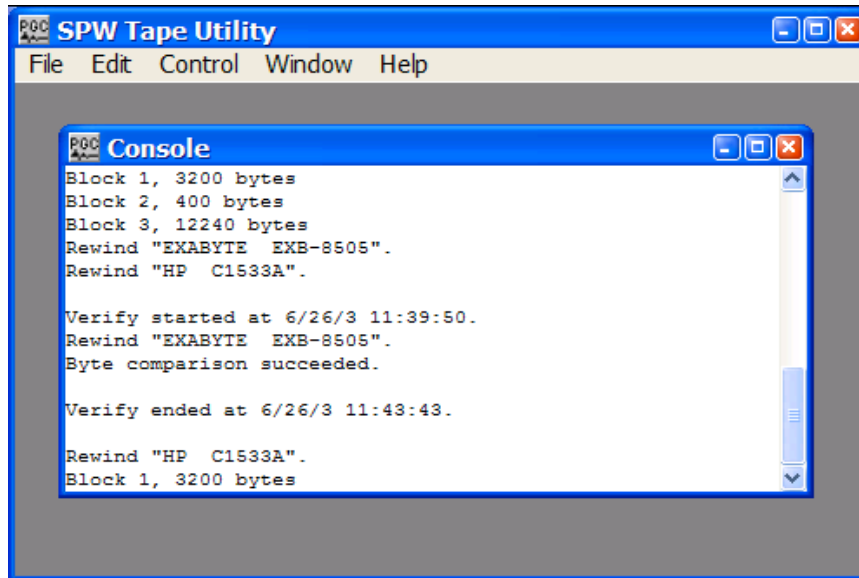 PGC SPW Tape Utility
File Edit Control Window Help
PGC Console
Block 1, 3200 bytes
Block 2, 400 bytes
Block 3, 12240 bytes
Rewind "EXABYTE  EXB-8505".
Rewind "HP  C1533A".
Verify started at 6/26/3 11:39:50.
Rewind "EXABYTE  EXB-8505".
Byte comparison succeeded.
Verify ended at 6/26/3 11:43:43.
Rewind "HP  C1533A".
Block 1, 3200 bytes